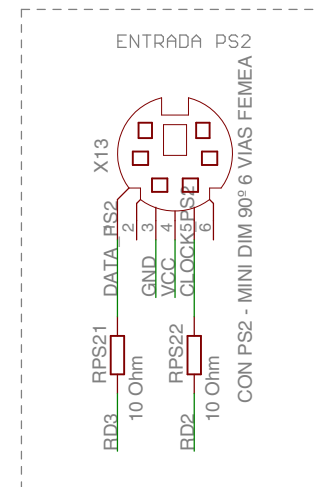 ENTRADA PS2
X13
CON PS2 - MINI DIM 90º 6 VIAS FEMEA
DATA_PS2
2
3
4
5
6
GND
VCC
CLOCK_PS2
RPS21
10 Ohm
RPS22
10 Ohm
RD3
RD2